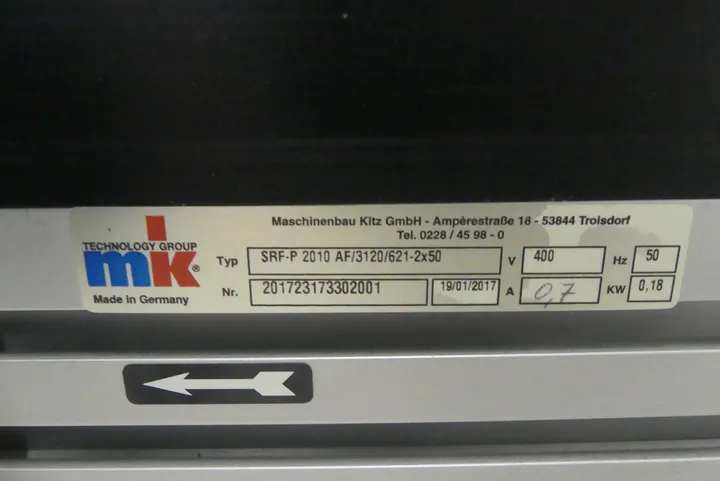 Maschinenbau Kitz GmbH - Ampèrestraße 18 - 53844 Troisdorf
Tel. 0228 / 45 98 - 0
TECHNOLOGY GROUP
mk®
Made in Germany
Typ SRF-P 2010 AF/3120/621-2x50 V 400 Hz 50
Nr. 201723173302001 19/01/2017 A 0,7 KW 0,18